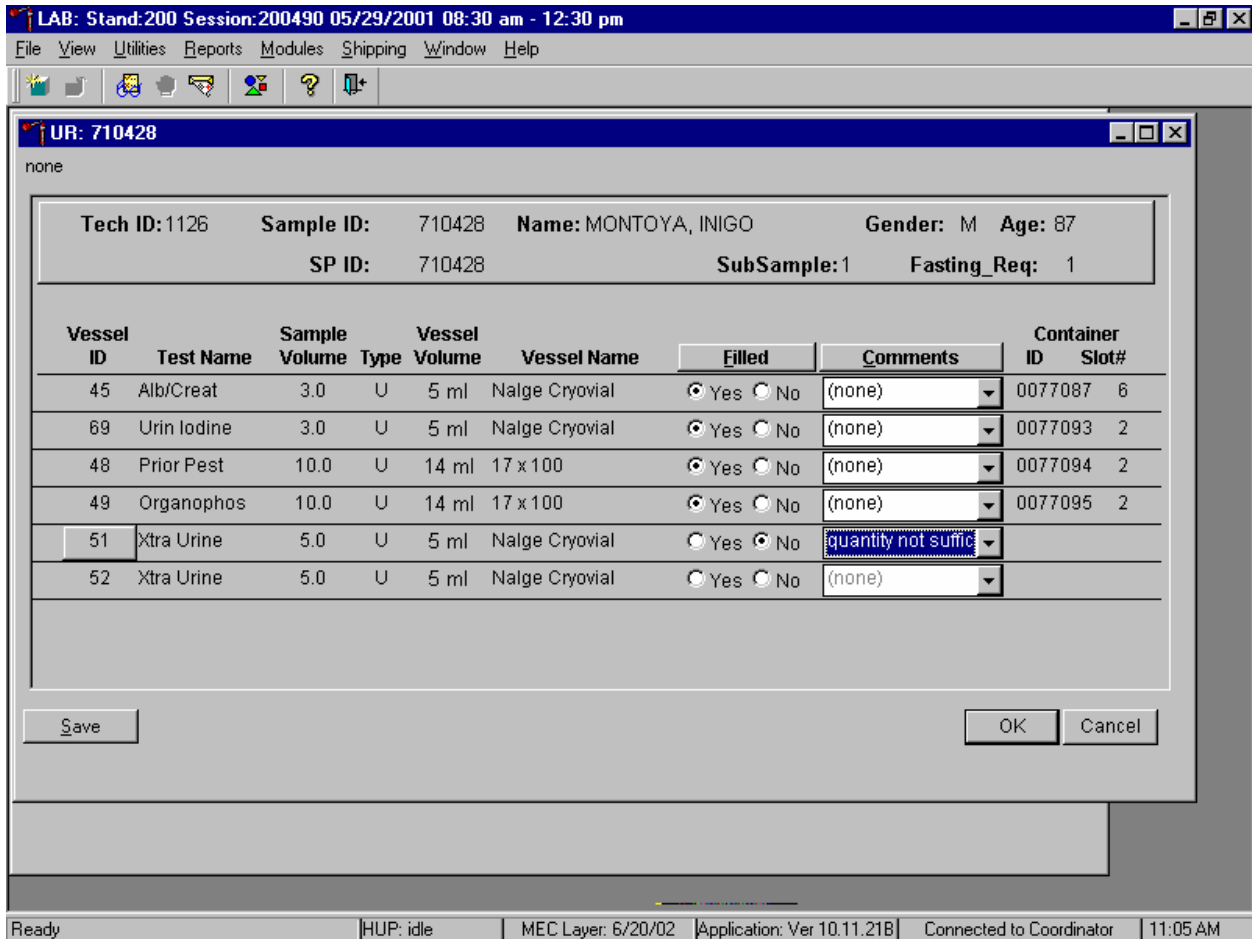 LAB: Stand:200 Session:200490 05/29/2001 08:30 am - 12:30 pm
File View Utilities Reports Modules Shipping Window Help
UR: 710428
none
Tech ID: 1126 Sample ID: 710428 Name: MONTOYA, INIGO Gender: M Age: 87
SP ID: 710428 SubSample: 1 Fasting_Req: 1
Vessel Sample Vessel Container
ID Test Name Volume Type Volume Vessel Name Filled Comments ID Slot#
45 Alb/Creat 3.0 U 5 ml Nalge Cryovial Yes No (none) 0077087 6
69 Urin Iodine 3.0 U 5 ml Nalge Cryovial Yes No (none) 0077093 2
48 Prior Pest 10.0 U 14 ml 17 x 100 Yes No (none) 0077094 2
49 Organophos 10.0 U 14 ml 17 x 100 Yes No (none) 0077095 2
51 Xtra Urine 5.0 U 5 ml Nalge Cryovial Yes No quantity not suffic
52 Xtra Urine 5.0 U 5 ml Nalge Cryovial Yes No (none)
Save OK Cancel
Ready HUP: idle MEC Layer: 6/20/02 Application: Ver 10.11.21B Connected to Coordinator 11:05 AM